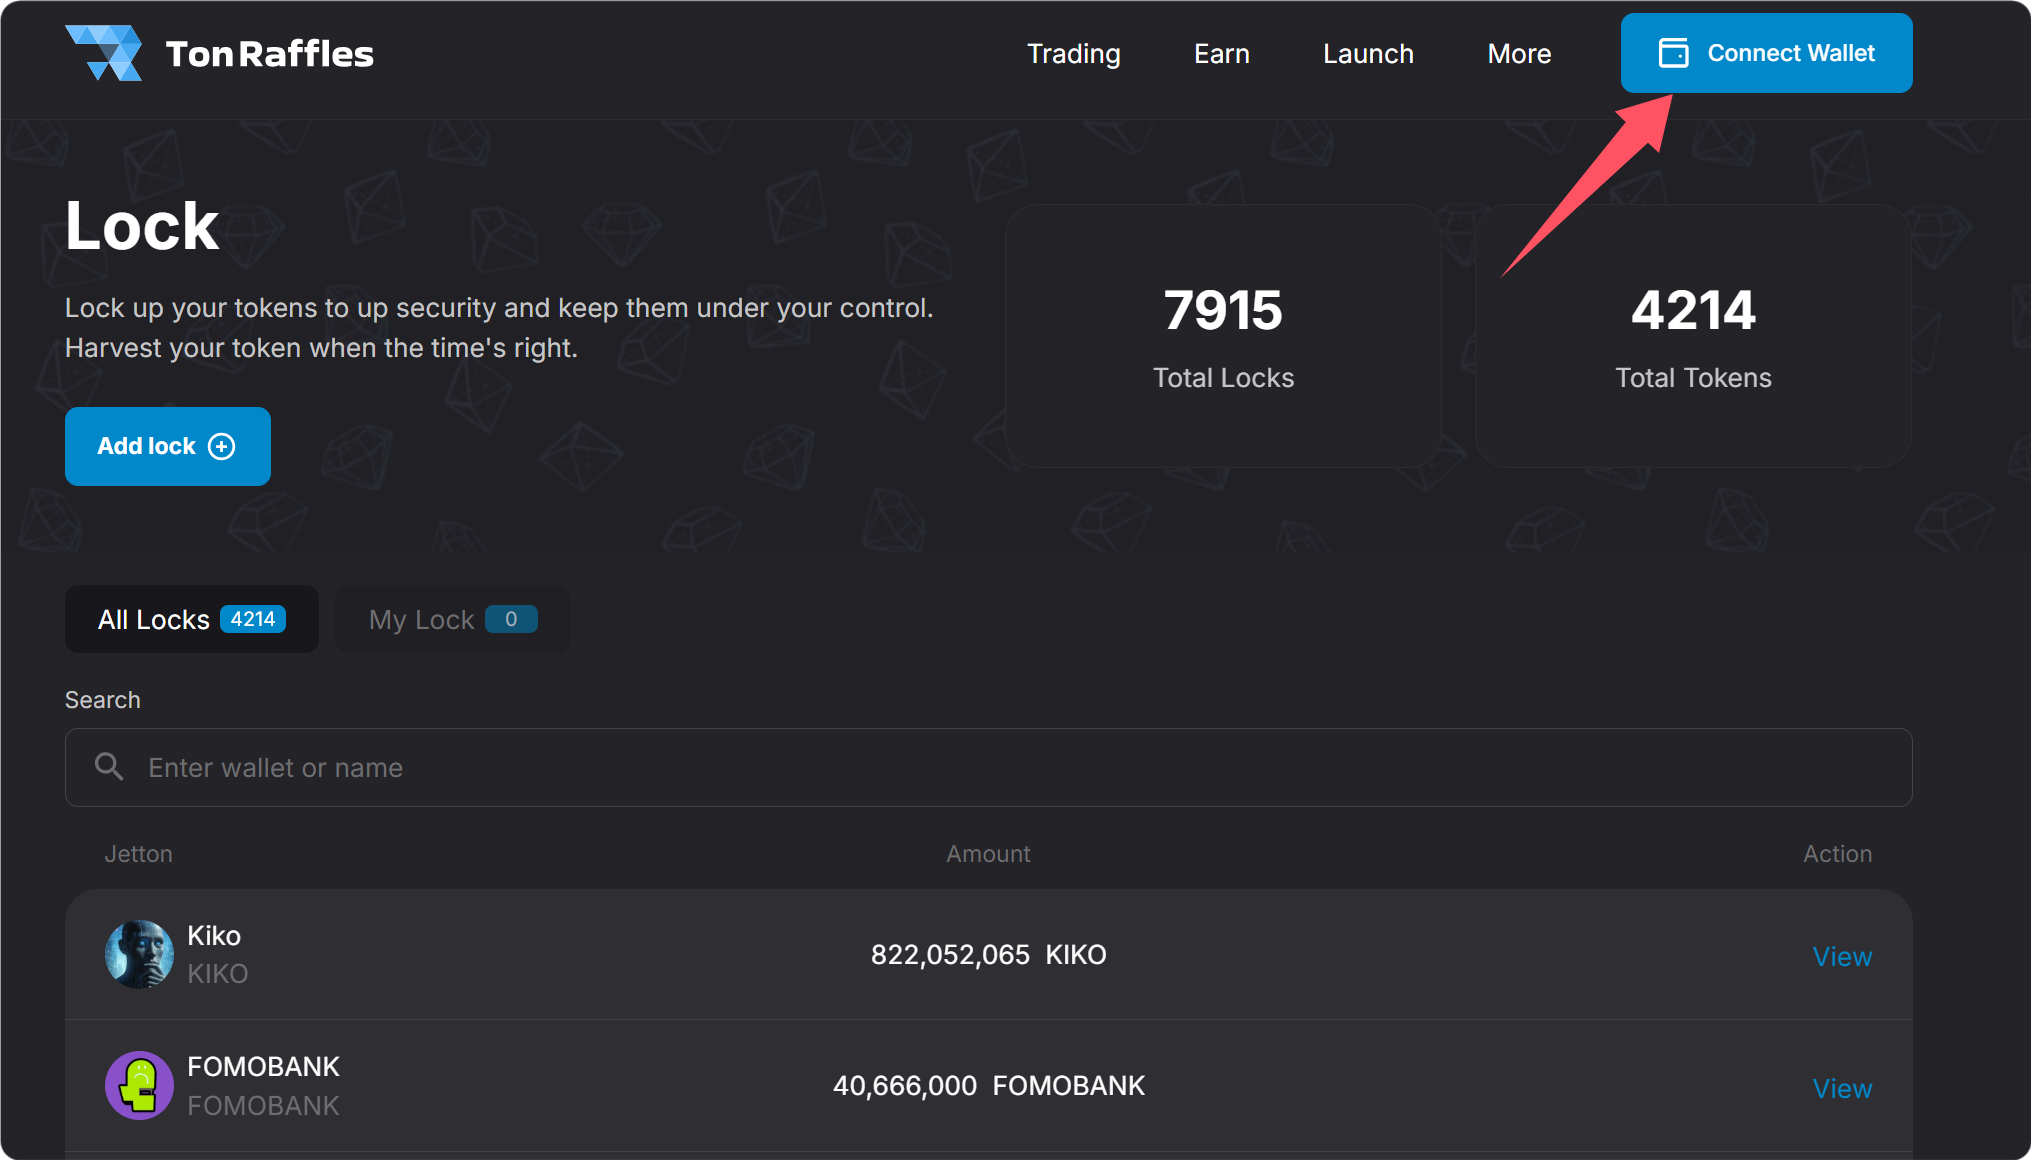 TonRaffles
Trading
Earn
Launch
More
Connect Wallet
Lock
Lock up your tokens to up security and keep them under your control.
Harvest your token when the time's right.
Add lock
7915
Total Locks
4214
Total Tokens
All Locks 4214
My Lock 0
Search
Enter wallet or name
Jetton
Amount
Action
Kiko
KIKO
822,052,065 KIKO
View
FOMOBANK
FOMOBANK
40,666,000 FOMOBANK
View